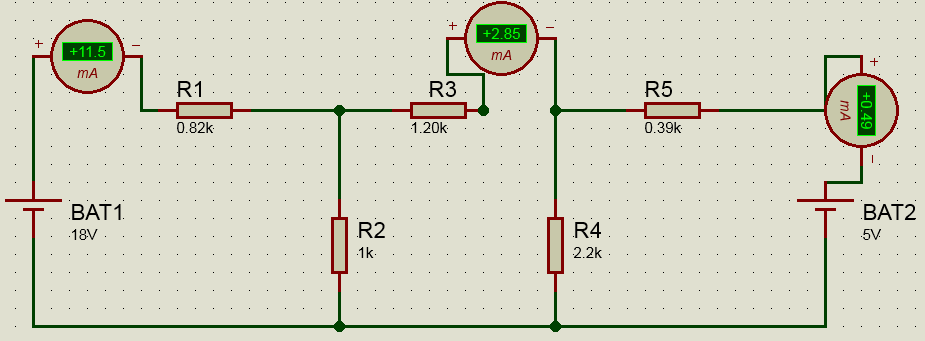 + +11.5 −
mA
+ +2.85 −
mA
R1
0.82k
R3
1.20k
R5
0.39k
+
+0.49
mA
−
BAT1
18V
R2
1k
R4
2.2k
BAT2
5V